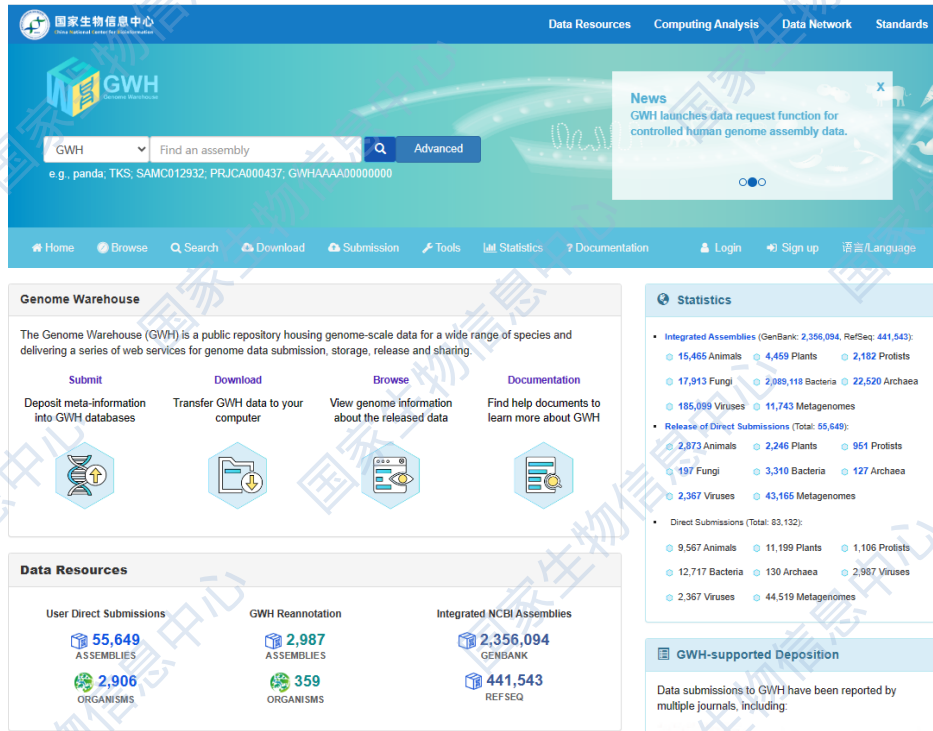 国家生物信息中心
China National Center for Bioinformation
Data Resources Computing Analysis Data Network Standards
GWH
Genome Warehouse
News
X
GWH launches data request function for
controlled human genome assembly data.
GWH Find an assembly Advanced
e.g., panda; TKS; SAMC012932; PRJCA000437; GWHAAAA00000000
Home Browse Search Download Submission Tools Statistics ? Documentation Login Sign up 语言/Language
Genome Warehouse
The Genome Warehouse (GWH) is a public repository housing genome-scale data for a wide range of species and
delivering a series of web services for genome data submission, storage, release and sharing.
Submit Download Browse Documentation
Deposit meta-information Transfer GWH data to your View genome information Find help documents to
into GWH databases computer about the released data learn more about GWH
Data Resources
User Direct Submissions GWH Reannotation Integrated NCBI Assemblies
55,649 2,987 2,356,094
ASSEMBLIES ASSEMBLIES GENBANK
2,906 359 441,543
ORGANISMS ORGANISMS REFSEQ
Statistics
Integrated Assemblies (GenBank: 2,356,094, RefSeq: 441,543):
15,465 Animals 4,459 Plants 2,182 Protists
17,913 Fungi 2,089,118 Bacteria 22,520 Archaea
185,099 Viruses 11,743 Metagenomes
Release of Direct Submissions (Total: 55,649):
2,873 Animals 2,246 Plants 951 Protists
197 Fungi 3,310 Bacteria 127 Archaea
2,367 Viruses 43,165 Metagenomes
Direct Submissions (Total: 83,132):
9,567 Animals 11,199 Plants 1,106 Protists
12,717 Bacteria 130 Archaea 2,987 Viruses
2,367 Viruses 44,519 Metagenomes
GWH-supported Deposition
Data submissions to GWH have been reported by
multiple journals, including:
国家生物信息中心